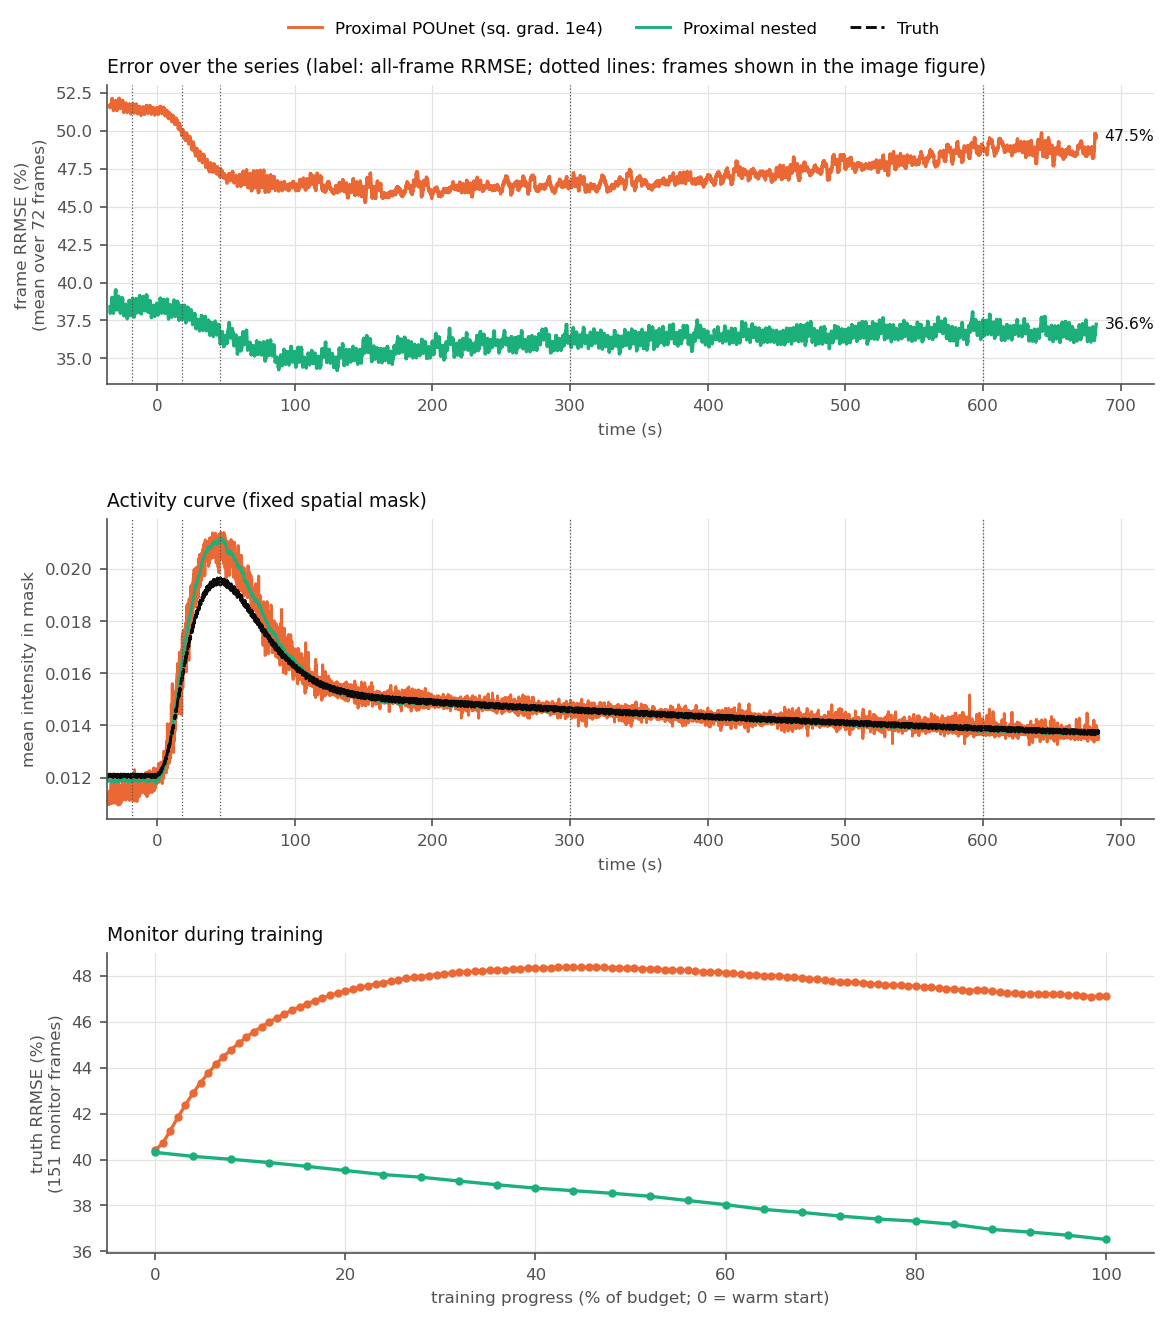 Proximal POUnet (sq. grad. 1e4) Proximal nested Truth
Error over the series (label: all-frame RRMSE; dotted lines: frames shown in the image figure)
frame RRMSE (%)
(mean over 72 frames)
52.5
50.0
47.5
45.0
42.5
40.0
37.5
35.0
47.5%
36.6%
0 100 200 300 400 500 600 700
time (s)
Activity curve (fixed spatial mask)
mean intensity in mask
0.020
0.018
0.016
0.014
0.012
0 100 200 300 400 500 600 700
time (s)
Monitor during training
truth RRMSE (%)
(151 monitor frames)
48
46
44
42
40
38
36
0 20 40 60 80 100
training progress (% of budget; 0 = warm start)